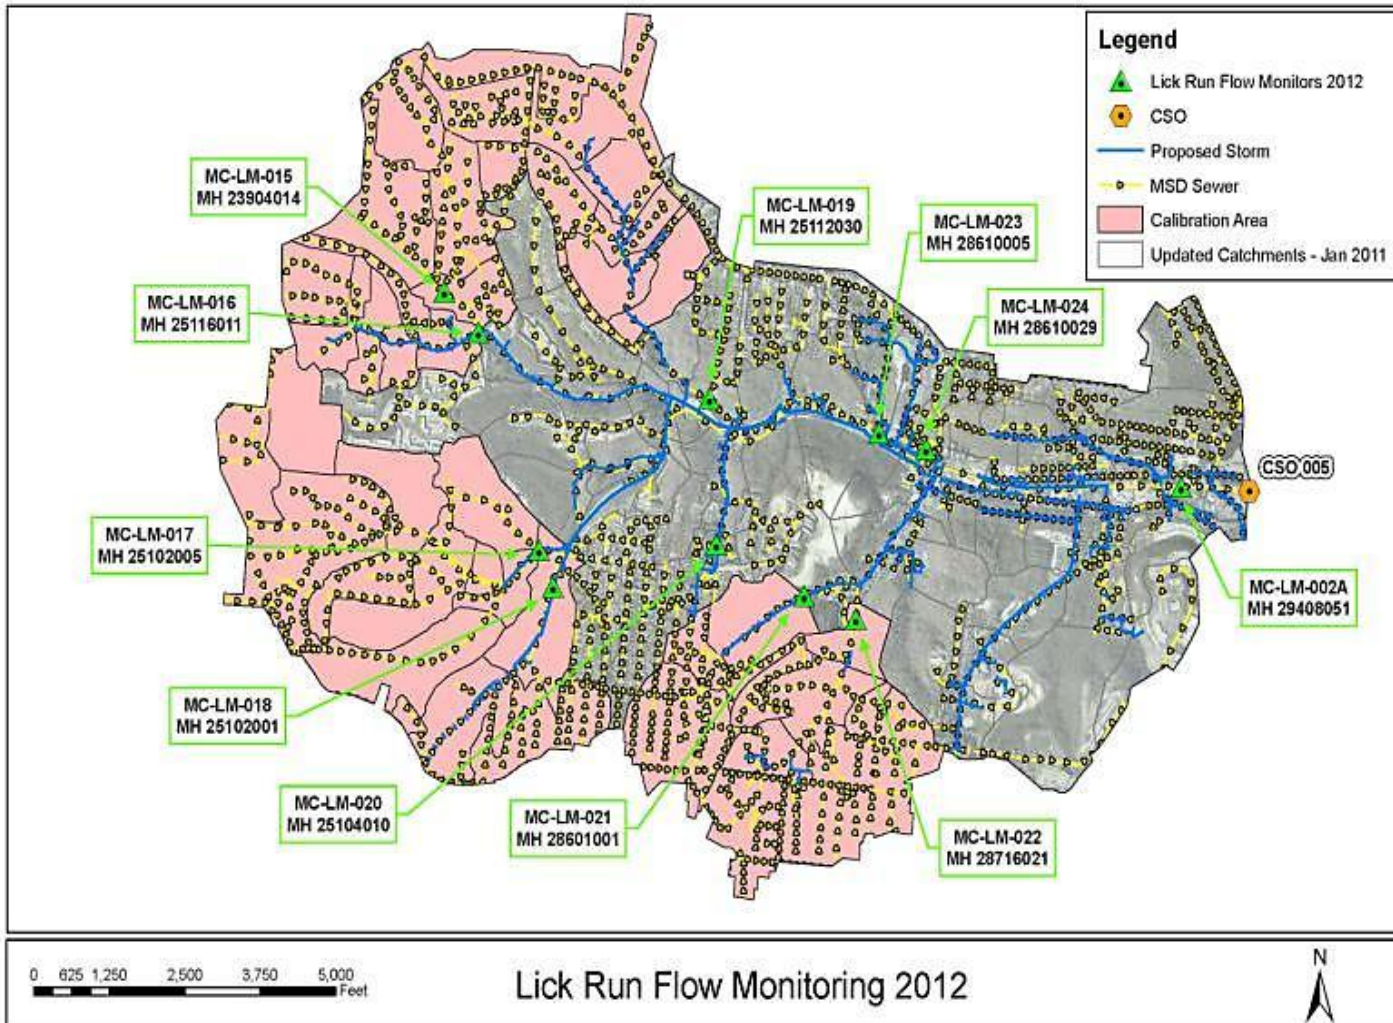 Legend
Lick Run Flow Monitors 2012
CSO
Proposed Storm
MSD Sewer
Calibration Area
Updated Catchments - Jan 2011
MC-LM-015
MH 23904014
MC-LM-019
MH 25112030
MC-LM-023
MH 28610005
MC-LM-016
MH 25116011
MC-LM-024
MH 28610029
CSO 005
MC-LM-017
MH 25102005
MC-LM-002A
MH 29408051
MC-LM-018
MH 25102001
MC-LM-020
MH 25104010
MC-LM-021
MH 28601001
MC-LM-022
MH 28716021
0 625 1,250 2,500 3,750 5,000
Feet
Lick Run Flow Monitoring 2012
N